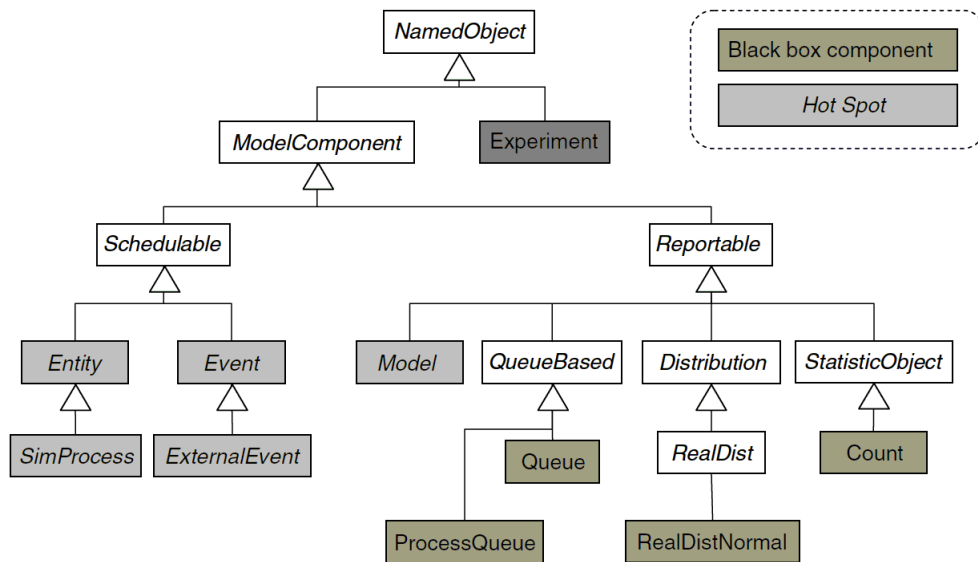 NamedObject
Black box component
Hot Spot
ModelComponent
Experiment
Schedulable
Reportable
Entity
Event
Model
QueueBased
Distribution
StatisticObject
SimProcess
ExternalEvent
Queue
RealDist
Count
ProcessQueue
RealDistNormal